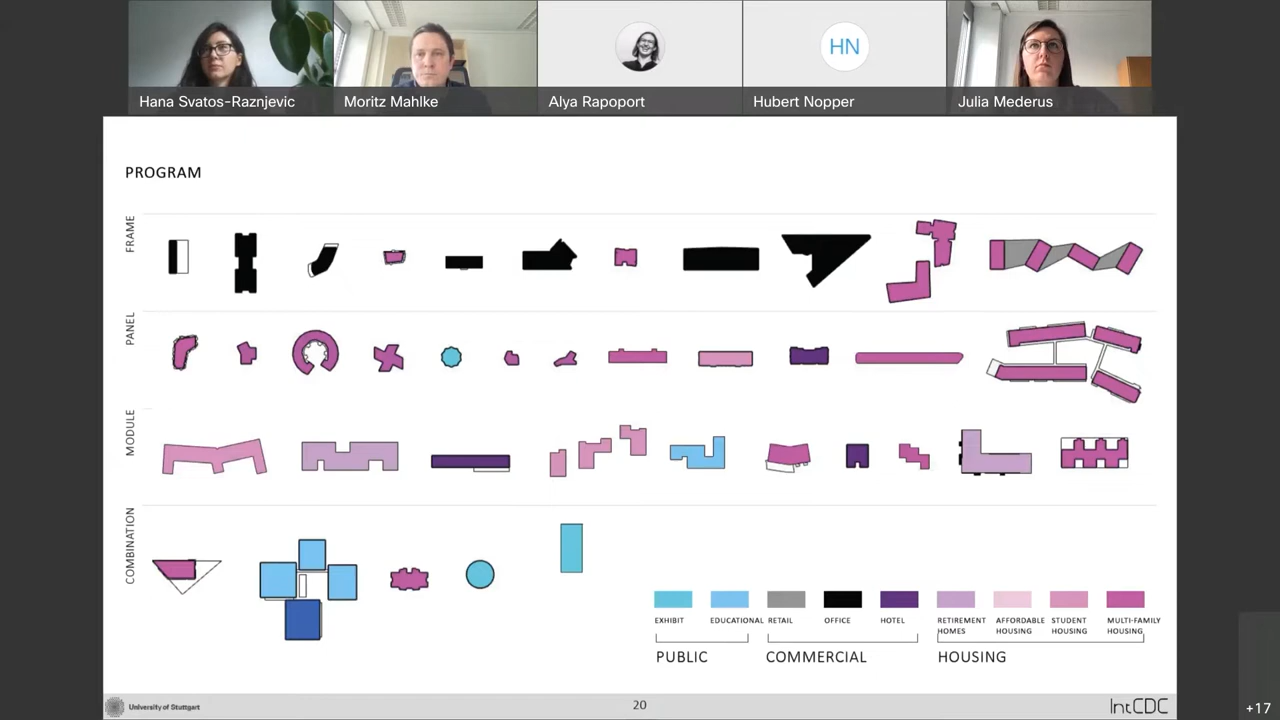 Hana Svatos-Raznjevic
Moritz Mahlke
Alya Rapoport
HN
Hubert Nopper
Julia Mederus
PROGRAM
FRAME
PANEL
MODULE
COMBINATION
EXHIBIT
EDUCATIONAL
RETAIL
OFFICE
HOTEL
RETIREMENT
HOMES
AFFORDABLE
HOUSING
STUDENT
HOUSING
MULTI-FAMILY
HOUSING
PUBLIC
COMMERCIAL
HOUSING
University of Stuttgart
20
IntCDC
+17